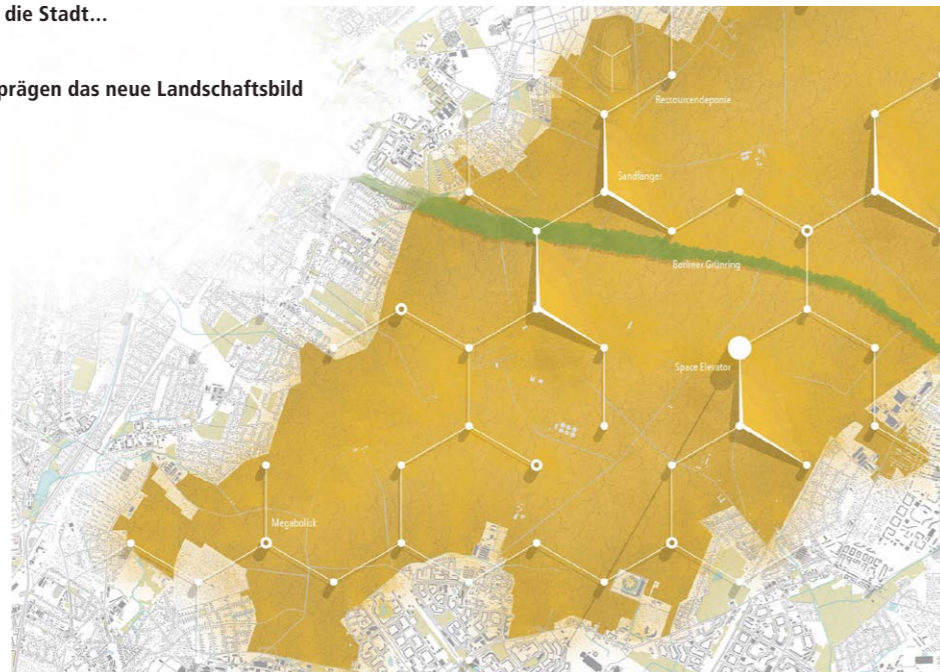 die Stadt...
prägen das neue Landschaftsbild
Ressourcendeponie
Sandfänger
Berliner Grünring
Space Elevator
Megabolisk